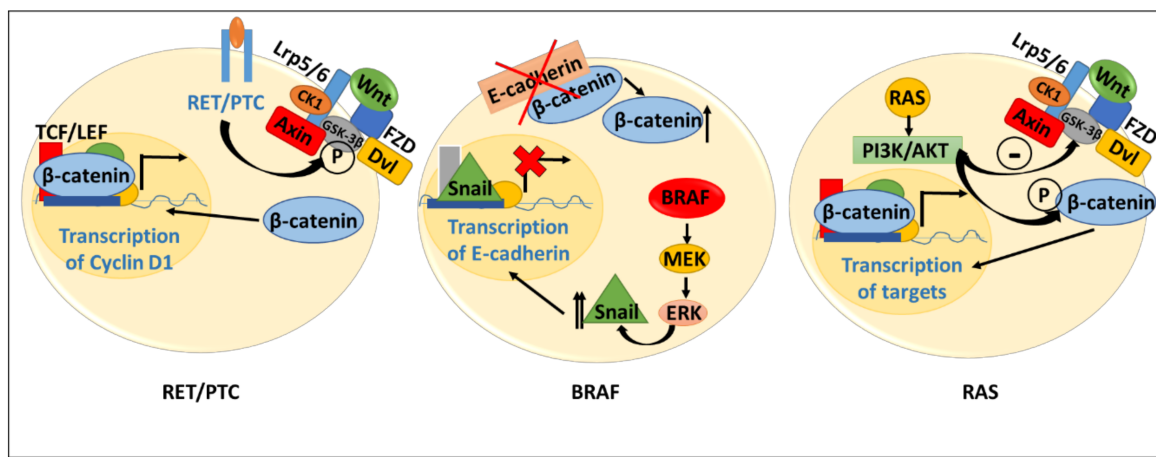 Lrp5/6
Wnt
CK1
RET/PTC
GSK-3β
FZD
Axin
P
Dvl
TCF/LEF
β-catenin
β-catenin
Transcription
of Cyclin D1
RET/PTC
E-cadherin
β-catenin
β-catenin
Snail
BRAF
Transcription
of E-cadherin
MEK
Snail
ERK
BRAF
Lrp5/6
Wnt
RAS
CK1
GSK-3β
FZD
Axin
PI3K/AKT
-
Dvl
P
β-catenin
β-catenin
Transcription
of targets
RAS